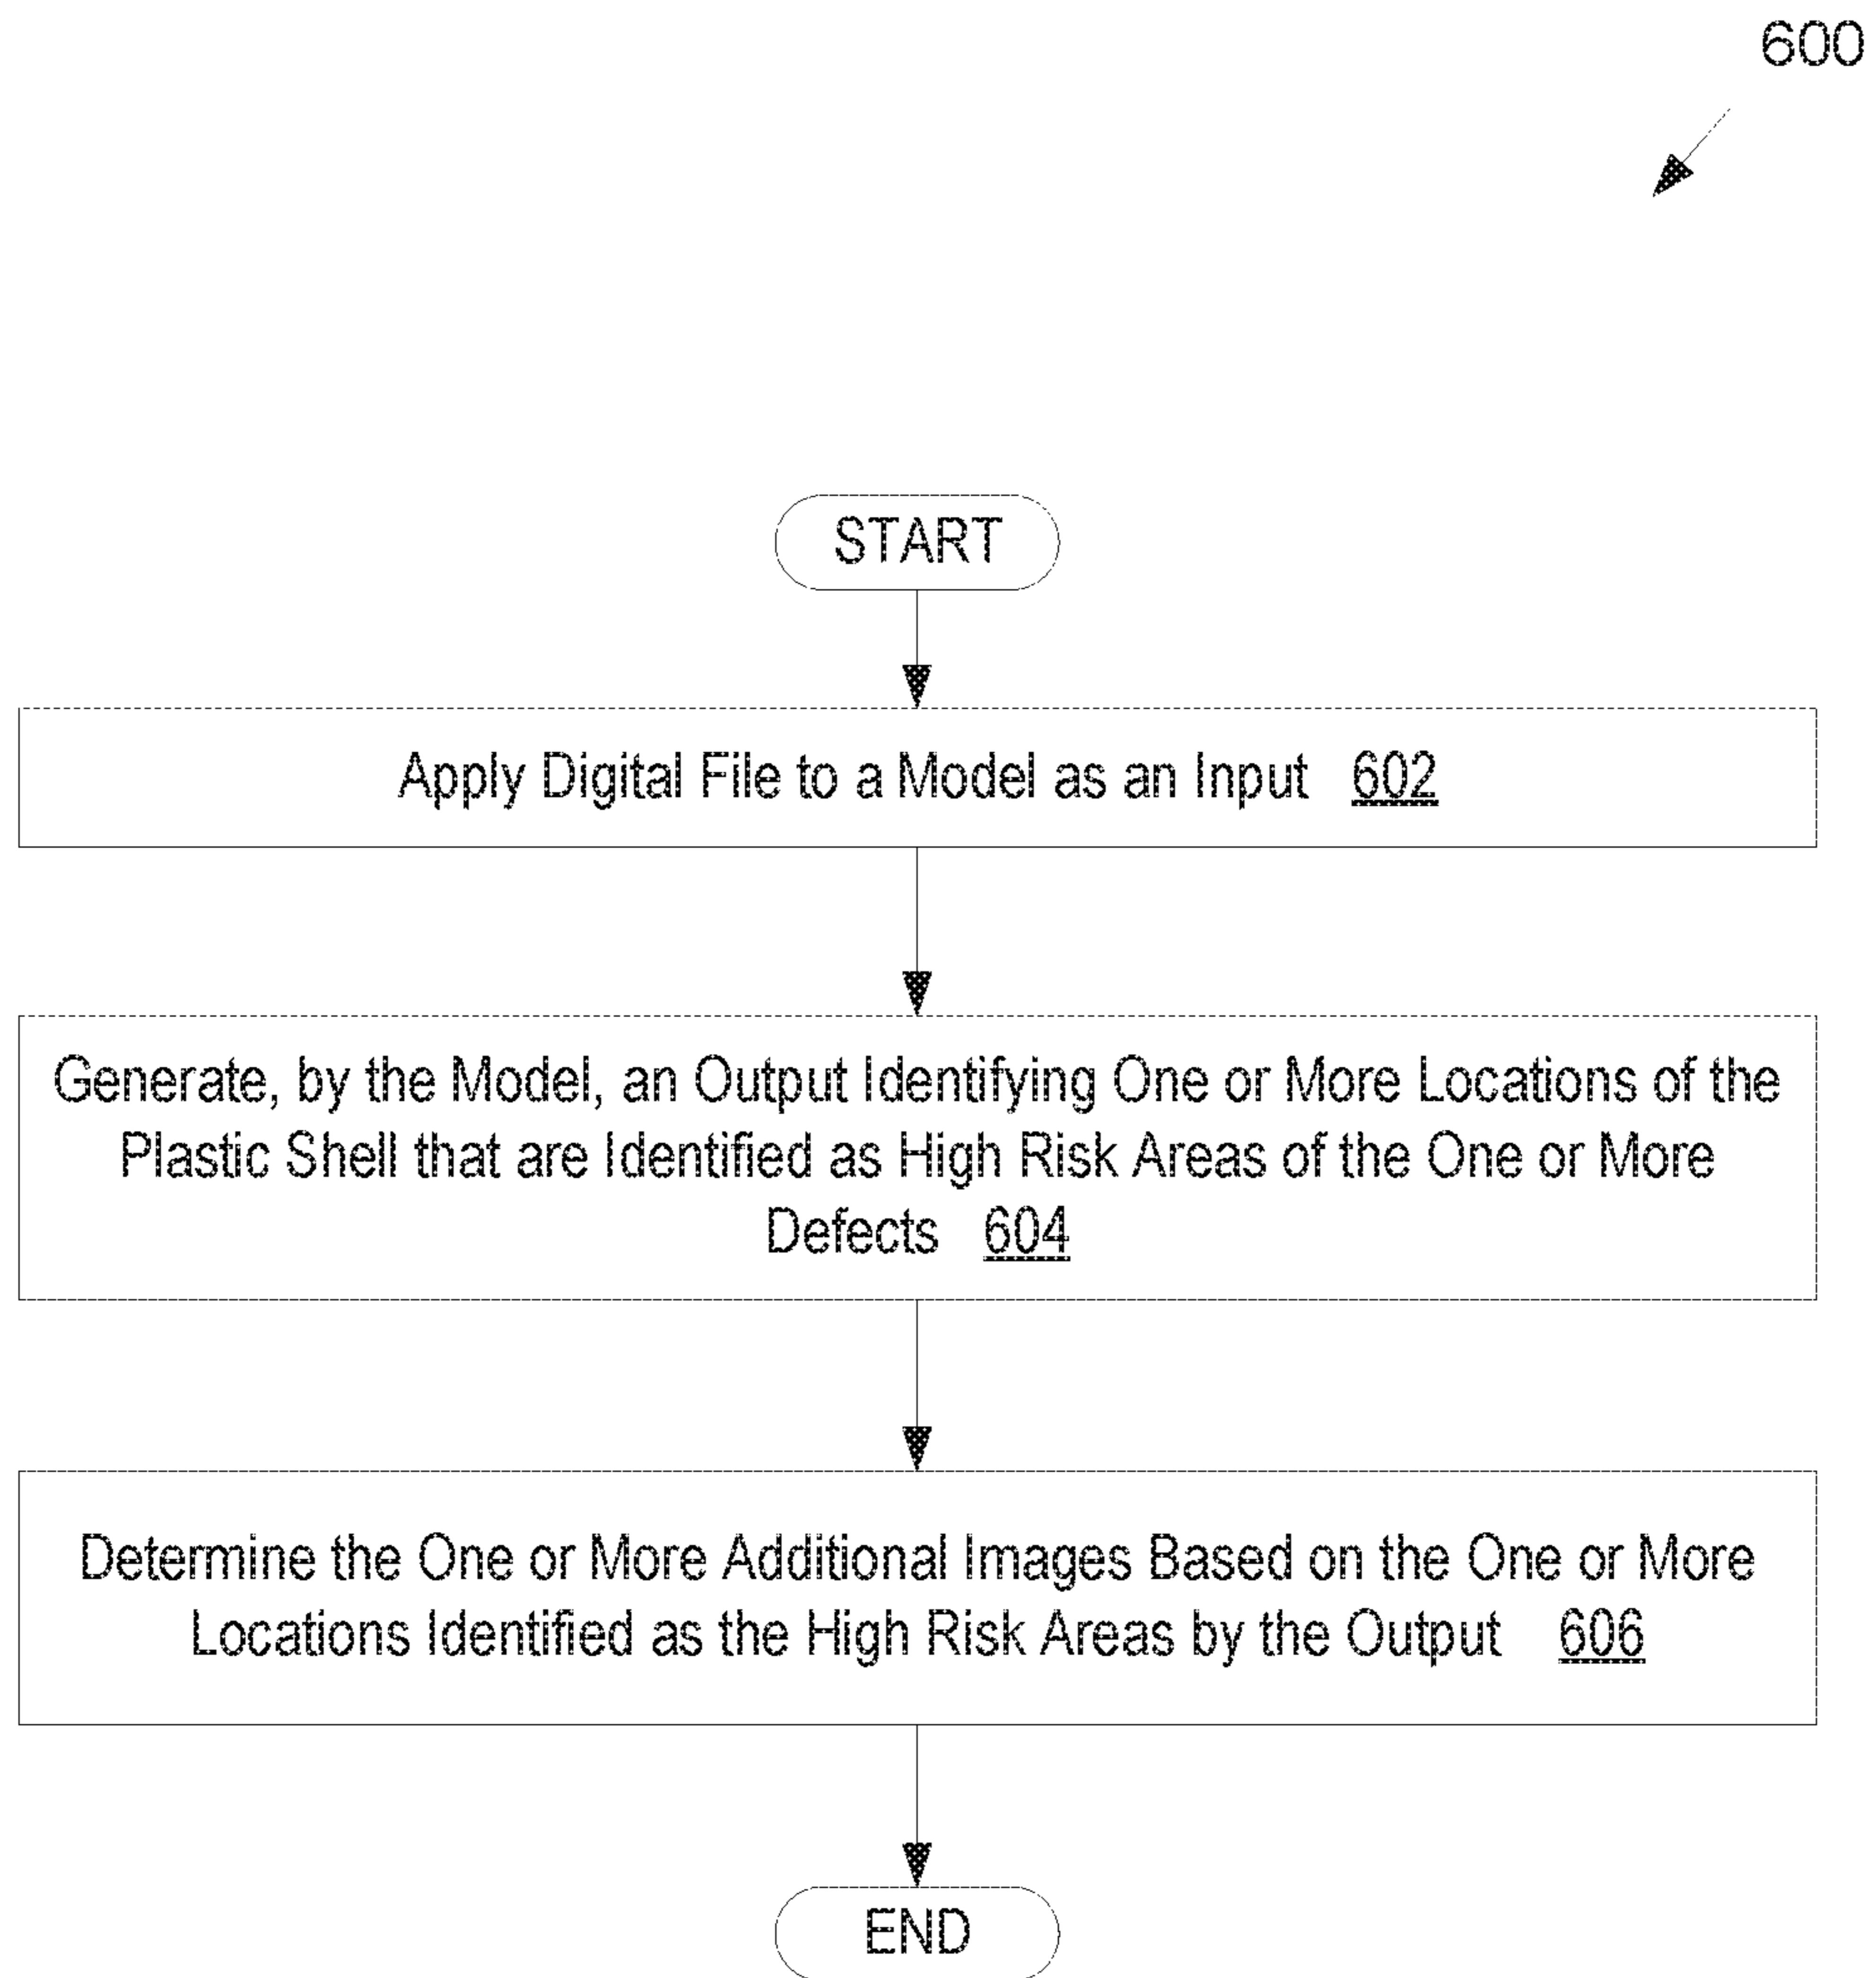 600
START
Apply Digital File to a Model as an Input 602
Generate, by the Model, an Output Identifying One or More Locations of the
Plastic Shell that are Identified as High Risk Areas of the One or More
Defects 604
Determine the One or More Additional Images Based on the One or More
Locations Identified as the High Risk Areas by the Output 606
END